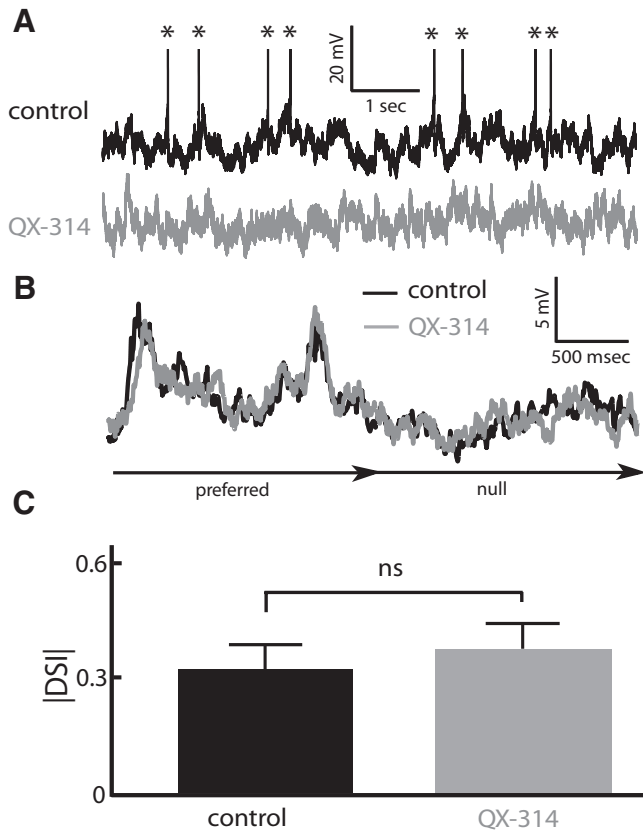 A
* * * * * * * *
20 mV
1 sec
control
QX-314
B
control
QX-314
5 mV
500 msec
preferred
null
C
0.6
ns
|DSI|
0.3
0
control
QX-314